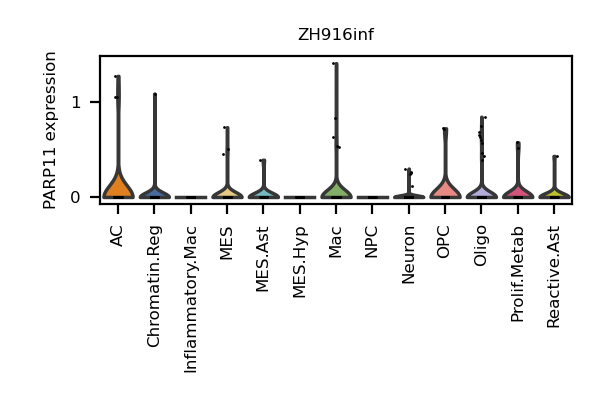 ZH916inf
PARP11 expression
1
0
AC
Chromatin.Reg
Inflammatory.Mac
MES
MES.Ast
MES.Hyp
Mac
NPC
Neuron
OPC
Oligo
Prolif.Metab
Reactive.Ast